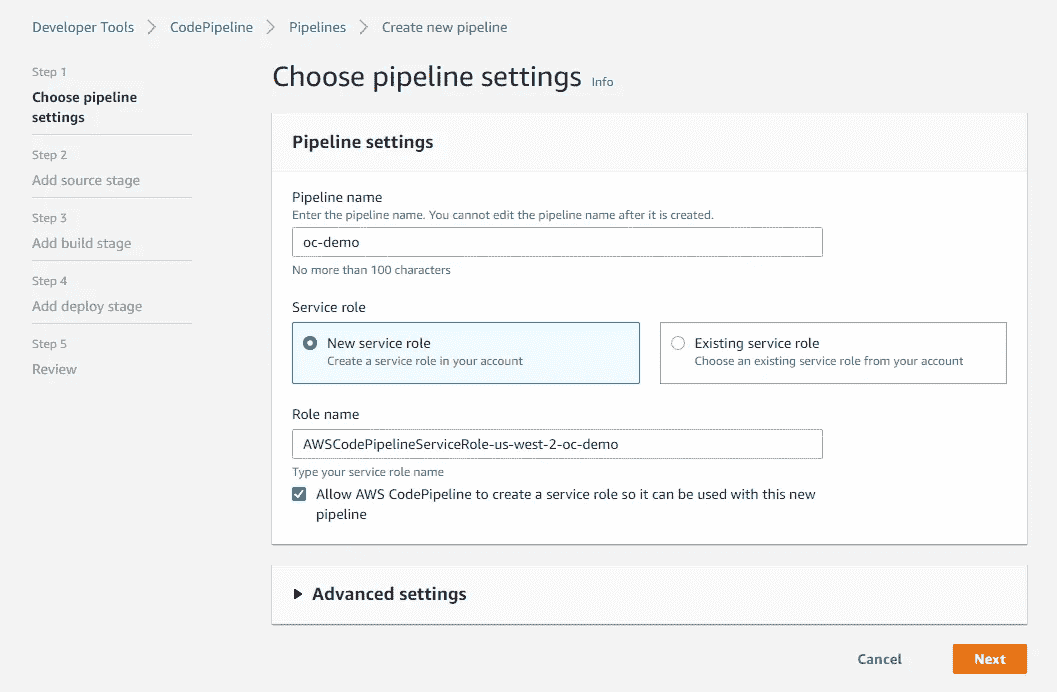 Developer Tools > CodePipeline > Pipelines > Create new pipeline
Step 1
Choose pipeline
settings
Step 2
Add source stage
Step 3
Add build stage
Step 4
Add deploy stage
Step 5
Review
Choose pipeline settings Info
Pipeline settings
Pipeline name
Enter the pipeline name. You cannot edit the pipeline name after it is created.
oc-demo
No more than 100 characters
Service role
New service role
Create a service role in your account
Existing service role
Choose an existing service role from your account
Role name
AWSCodePipelineServiceRole-us-west-2-oc-demo
Type your service role name
Allow AWS CodePipeline to create a service role so it can be used with this new
pipeline
Advanced settings
Cancel
Next